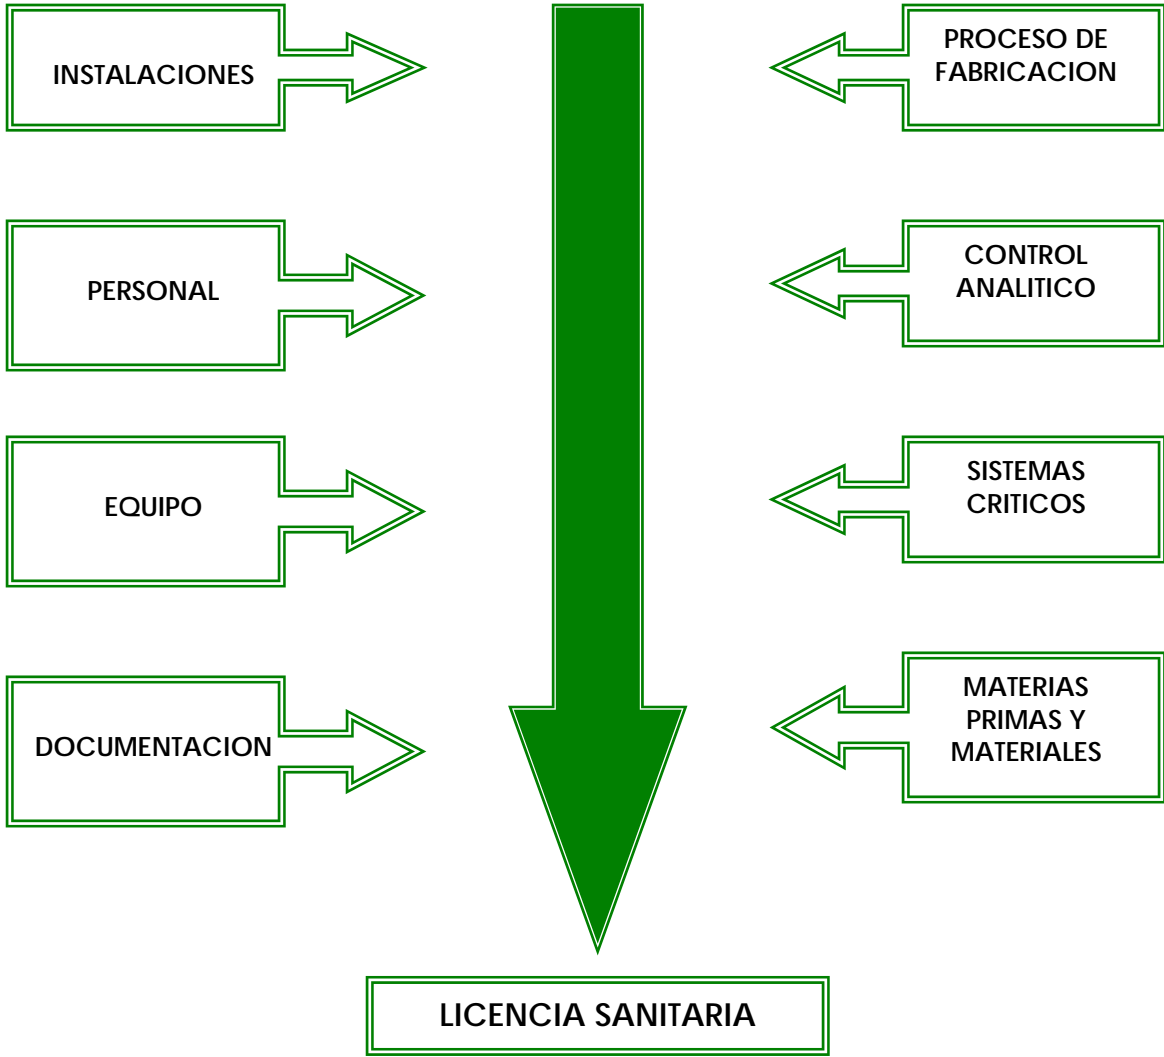 INSTALACIONES
PROCESO DE
FABRICACION
PERSONAL
CONTROL
ANALITICO
EQUIPO
SISTEMAS
CRITICOS
DOCUMENTACION
MATERIAS
PRIMAS Y
MATERIALES
LICENCIA SANITARIA